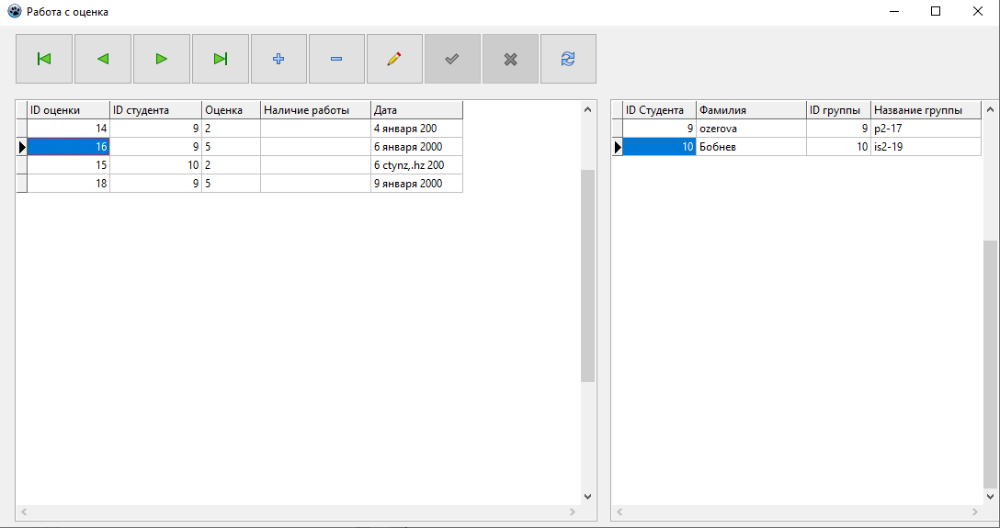 Работа с оценка
ID оценки ID студента Оценка Наличие работы Дата
14 9 2 4 января 200
16 9 5 6 января 2000
15 10 2 6 ctynz,.hz 200
18 9 5 9 января 2000
ID Студента Фамилия ID группы Название группы
9 ozerova 9 p2-17
10 Бобнев 10 is2-19